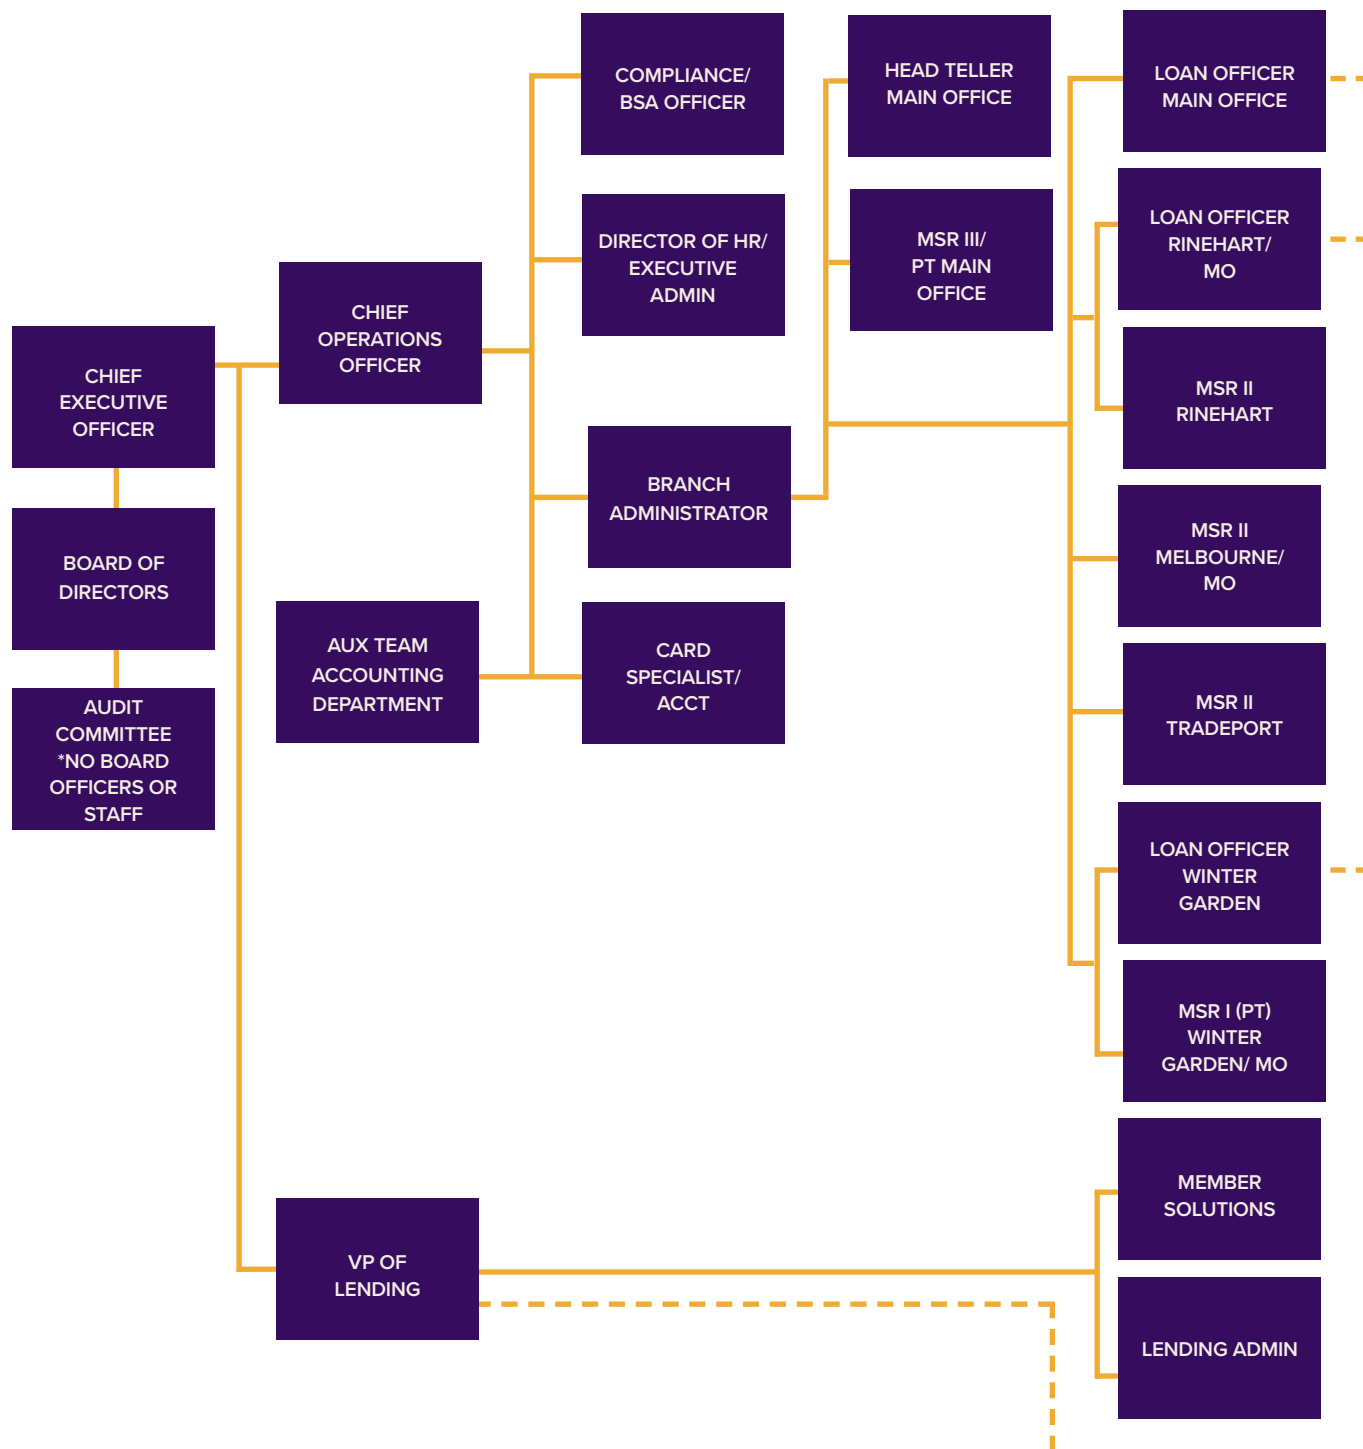 CHIEF
EXECUTIVE
OFFICER
BOARD OF
DIRECTORS
AUDIT
COMMITTEE
*NO BOARD
OFFICERS OR
STAFF
CHIEF
OPERATIONS
OFFICER
AUX TEAM
ACCOUNTING
DEPARTMENT
VP OF
LENDING
COMPLIANCE/
BSA OFFICER
DIRECTOR OF HR/
EXECUTIVE
ADMIN
BRANCH
ADMINISTRATOR
CARD
SPECIALIST/
ACCT
HEAD TELLER
MAIN OFFICE
MSR III/
PT MAIN
OFFICE
LOAN OFFICER
MAIN OFFICE
LOAN OFFICER
RINEHART/
MO
MSR II
RINEHART
MSR II
MELBOURNE/
MO
MSR II
TRADEPORT
LOAN OFFICER
WINTER
GARDEN
MSR I (PT)
WINTER
GARDEN/ MO
MEMBER
SOLUTIONS
LENDING ADMIN